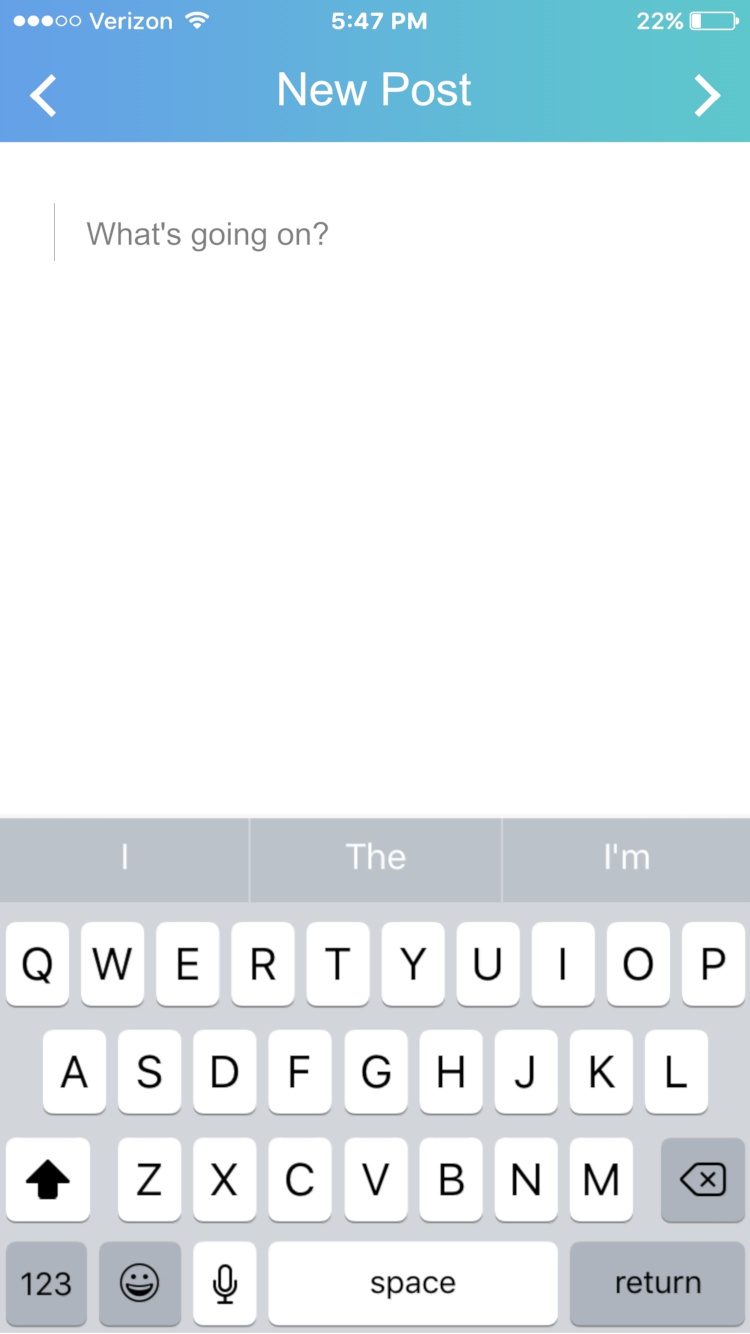 Verizon 5:47 PM 22%
New Post
What's going on?
I The I'm
Q W E R T Y U I O P
A S D F G H J K L
Z X C V B N M
123 space return